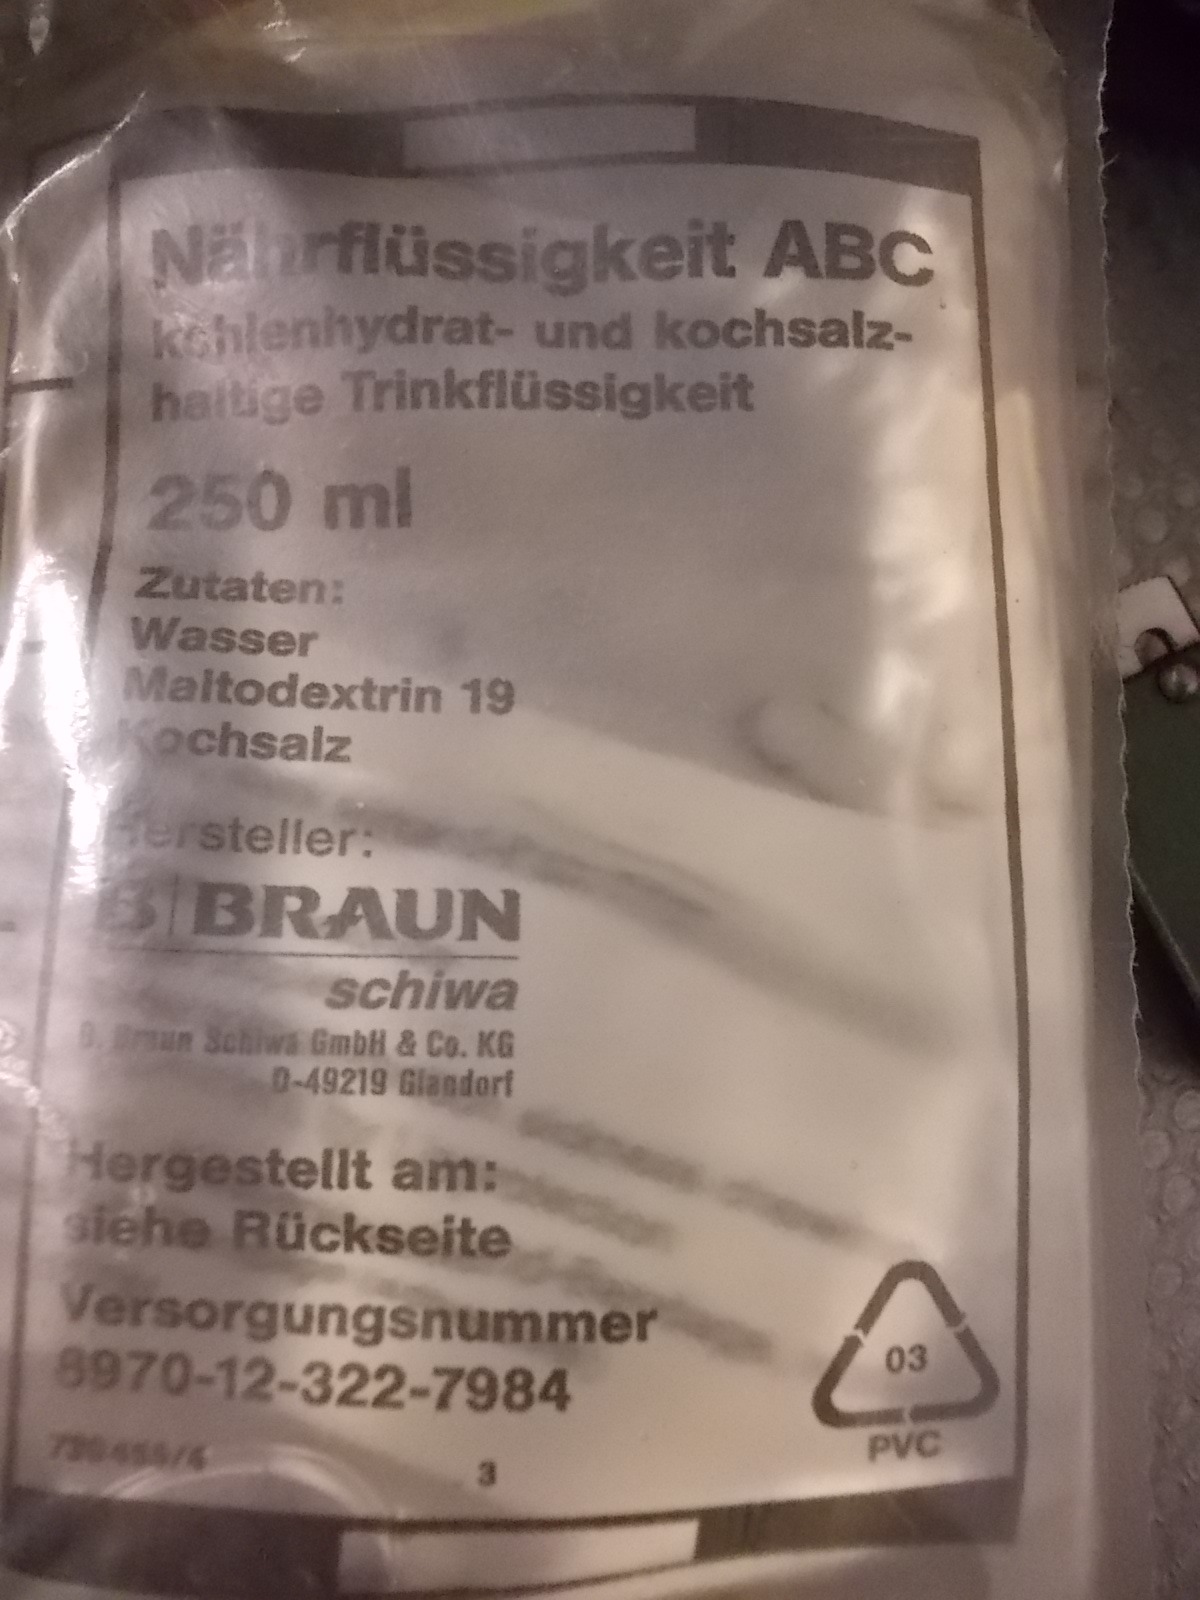 Nährflüssigkeit ABC
kohlenhydrat- und kochsalz-
haltige Trinkflüssigkeit
250 ml
Zutaten:
Wasser
Maltodextrin 19
Kochsalz
Hersteller:
B|BRAUN
schiwa
B. Braun Schiwa GmbH & Co. KG
D-49219 Glandorf
Hergestellt am:
siehe Rückseite
Versorgungsnummer
8970-12-322-7984
3
03
PVC